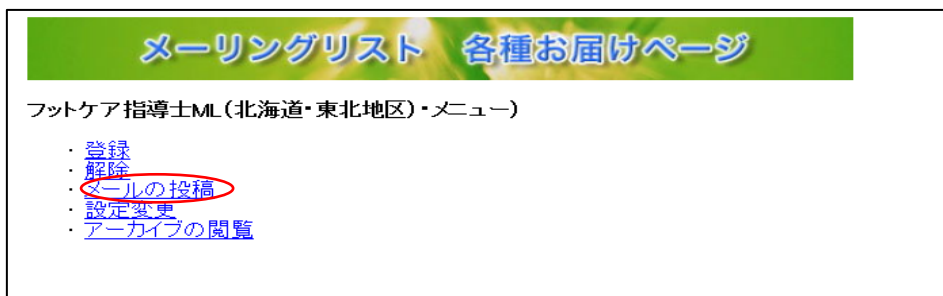 メーリングリスト 各種お届けページ
フットケア指導士ML(北海道・東北地区)・メニュー)
・登録
・解除
・メールの投稿
・設定変更
・アーカイブの閲覧